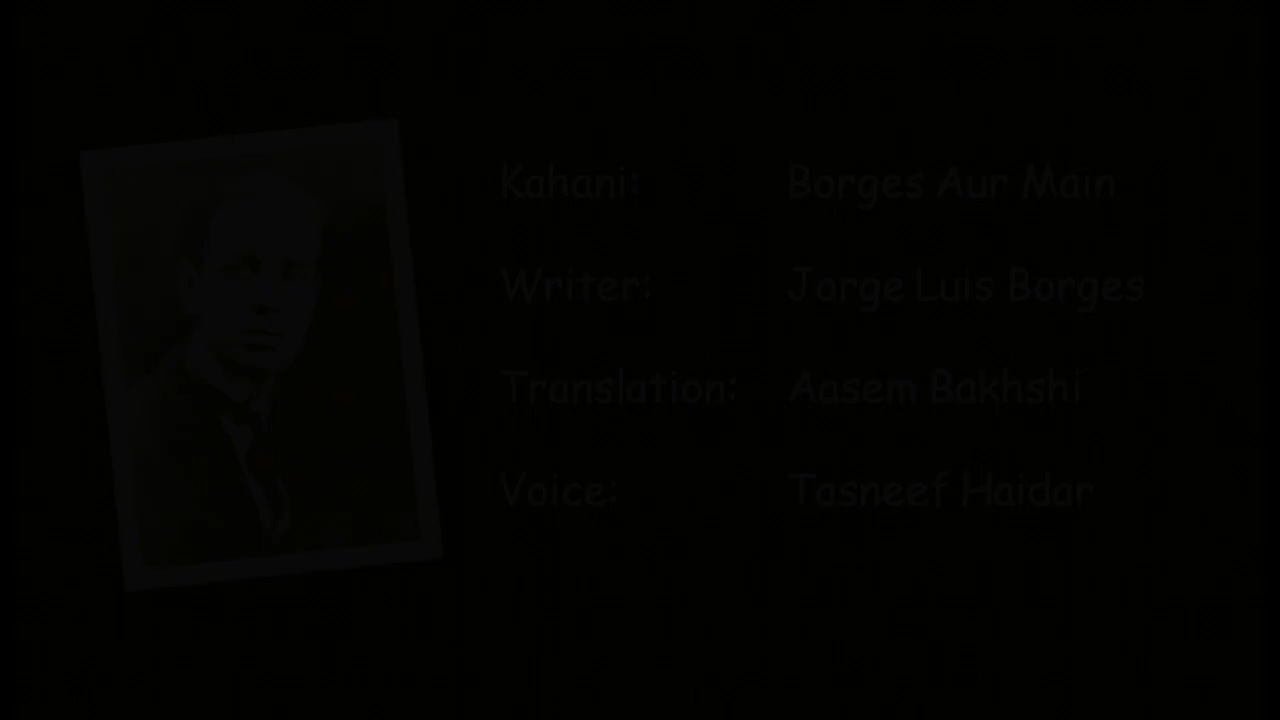 Kahani: Borges Aur Main
Writer: Jorge Luis Borges
Translation: Aasem Bakhshi
Voice: Tasneef Haidar